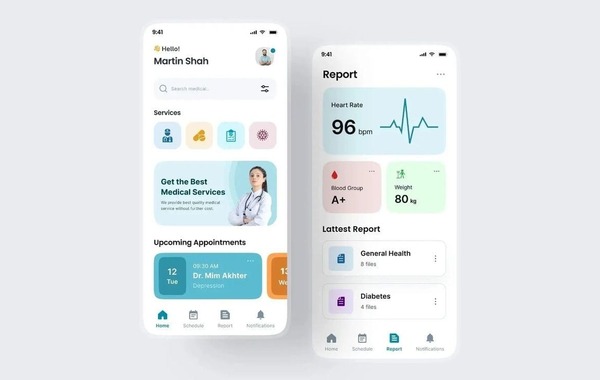 9:41
👋 Hello!
Martin Shah
Search medical..
Services
Get the Best
Medical Services
We provide best quality medical
service without further cost.
Upcoming Appointments
12
Tue
09:30 AM
Dr. Mim Akhter
Depression
13
We
Home
Schedule
Report
Notifications
9:41
Report
Heart Rate
96 bpm
Blood Group
A+
Weight
80 kg
Lattest Report
General Health
8 files
Diabetes
4 files
Home
Schedule
Report
Notifications